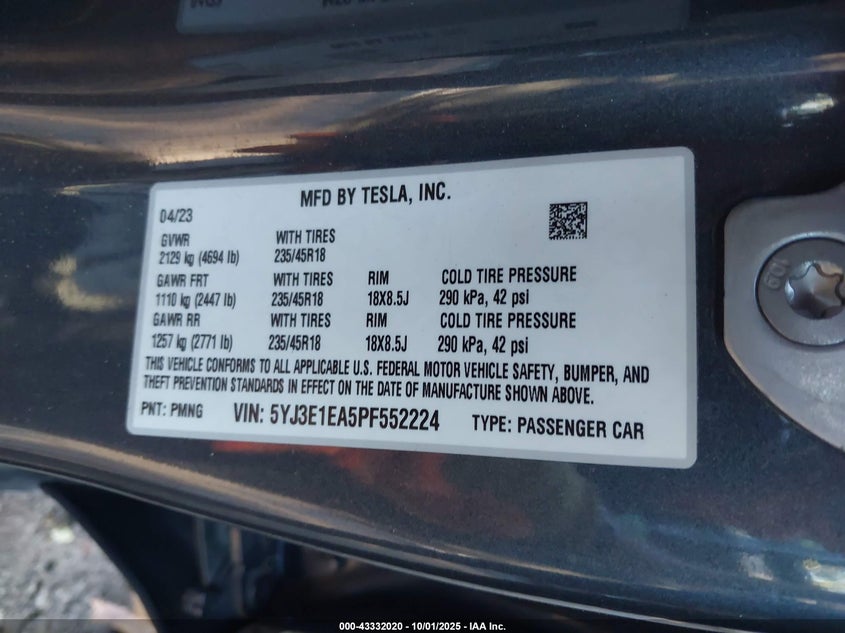 MFD BY TESLA, INC.
04/23
GVWR WITH TIRES
2129 kg (4694 lb) 235/45R18
GAWR FRT WITH TIRES RIM COLD TIRE PRESSURE
1110 kg (2447 lb) 235/45R18 18X8.5J 290 kPa, 42 psi
GAWR RR WITH TIRES RIM COLD TIRE PRESSURE
1257 kg (2771 lb) 235/45R18 18X8.5J 290 kPa, 42 psi
THIS VEHICLE CONFORMS TO ALL APPLICABLE U.S. FEDERAL MOTOR VEHICLE SAFETY, BUMPER, AND
THEFT PREVENTION STANDARDS IN EFFECT ON THE DATE OF MANUFACTURE SHOWN ABOVE.
PNT: PMNG VIN: 5YJ3E1EA5PF552224 TYPE: PASSENGER CAR
000-43332020 - 10/01/2025 - IAA Inc.